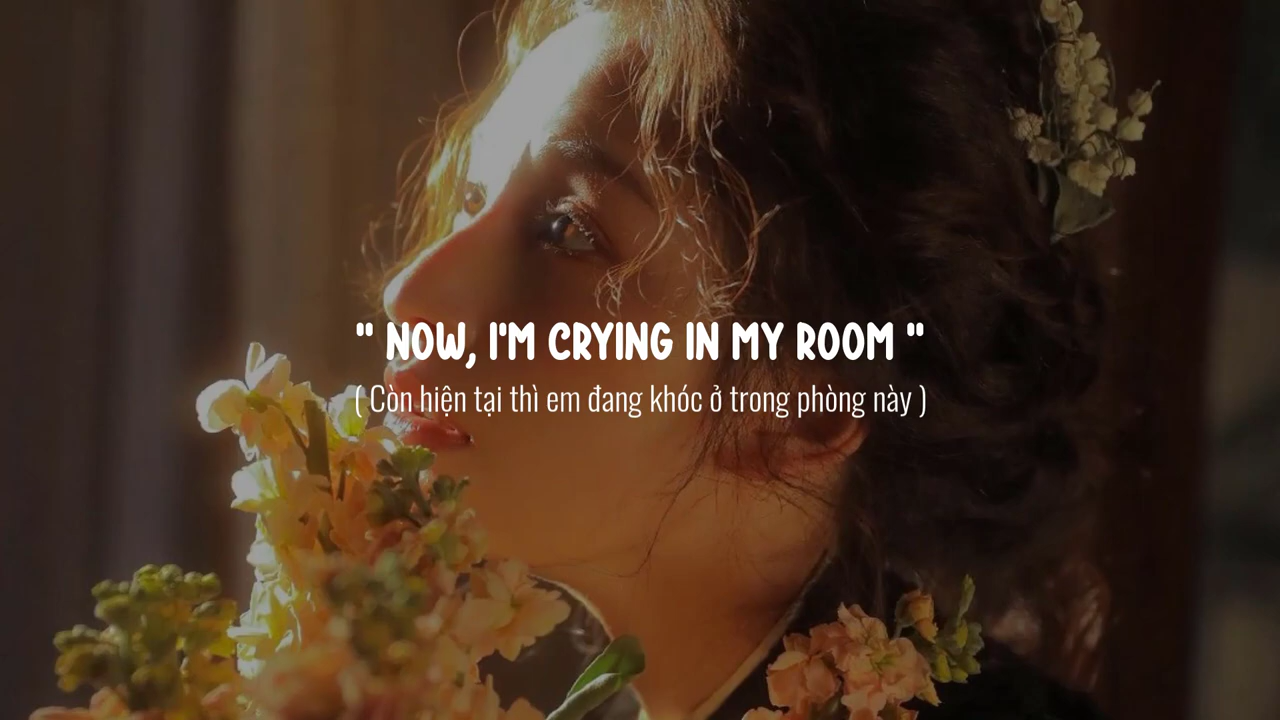 " NOW, I'M CRYING IN MY ROOM "
( Còn hiện tại thì em đang khóc ở trong phòng này )